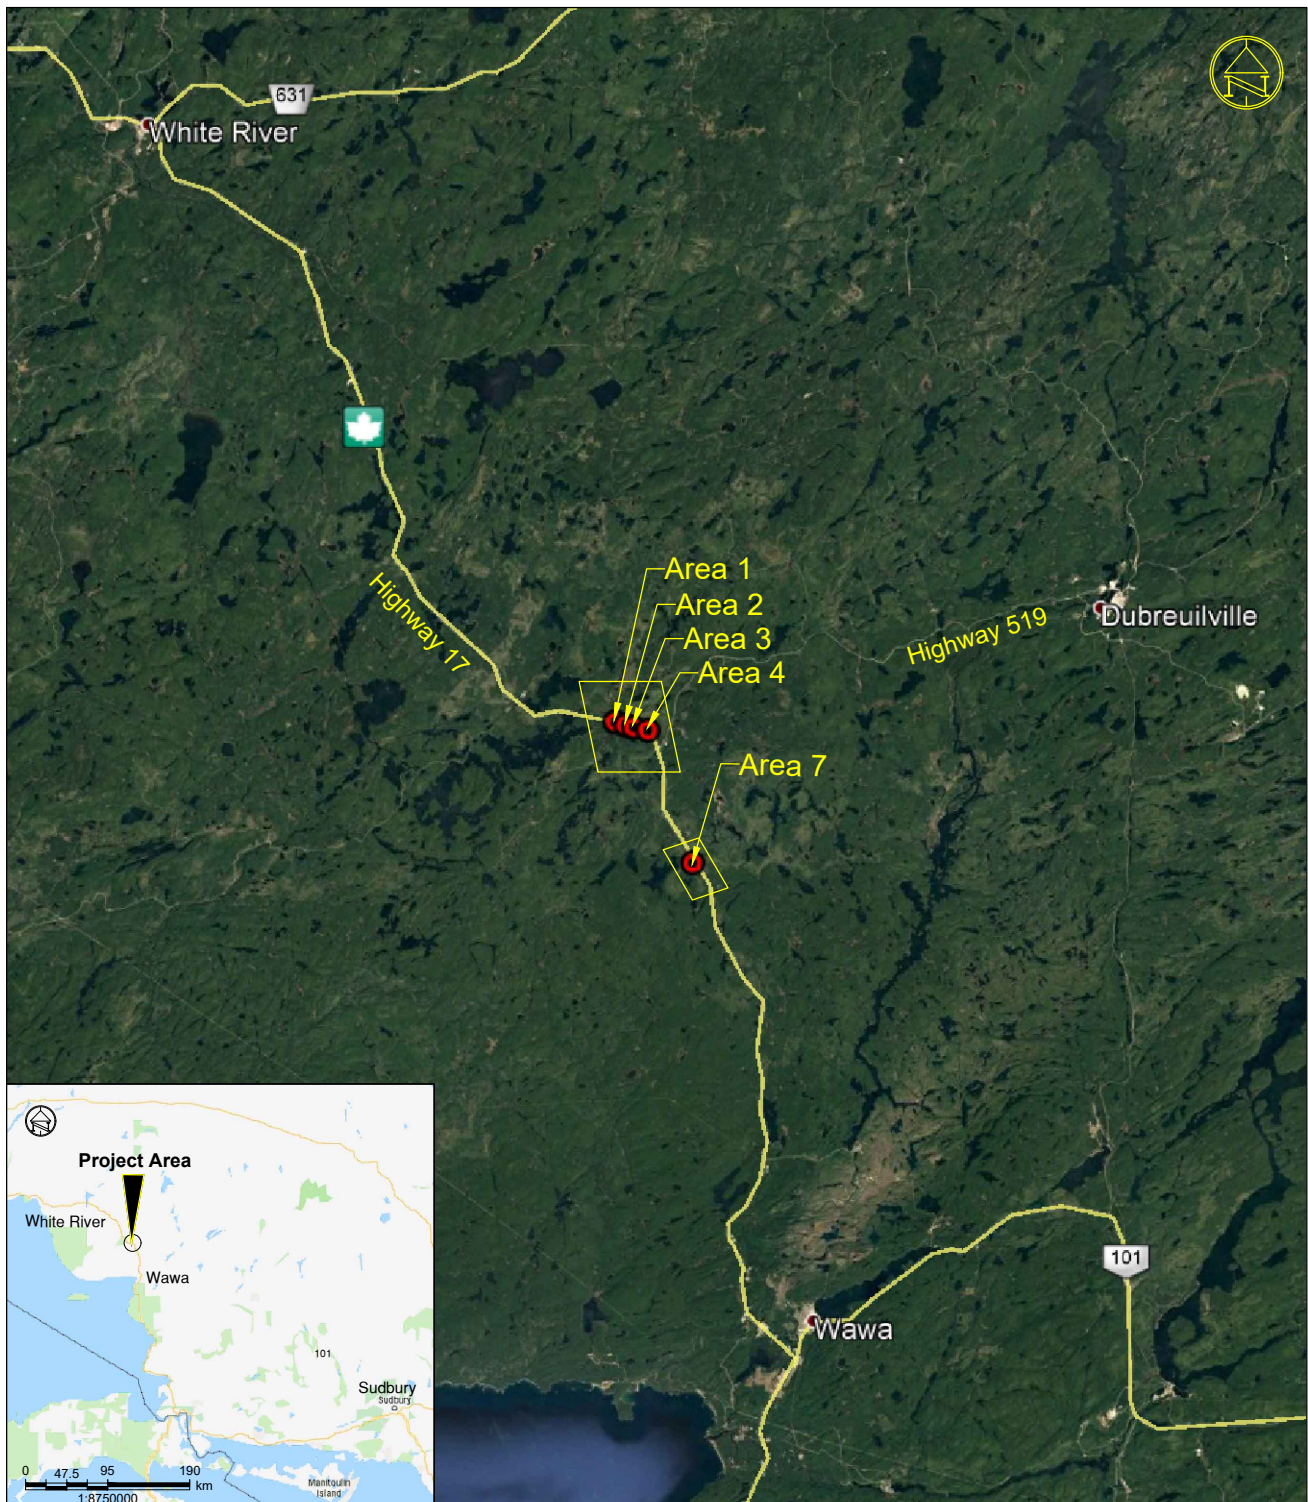 631
White River
Area 1
Area 2
Area 3
Area 4
Highway 17
Highway 519
Dubreuilville
Area 7
N
101
Wawa
N
Project Area
White River
Wawa
101
Sudbury
Sudbury
Manitoulin
Island
0 47.5 95 190
km
1:8750000